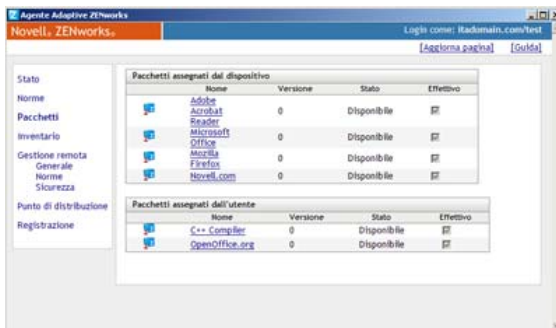 Agente Adaptive ZENworks
Novell® ZENworks®
Login come: itadomain.com/test
[Aggiorna pagina] [Guida]
Stato
Norme
Pacchetti
Inventario
Gestione remota
Generale
Norme
Sicurezza
Punto di distribuzione
Registrazione
Pacchetti assegnati dal dispositivo
Nome Versione Stato Effettivo
Adobe Acrobat Reader 0 Disponibile
Microsoft Office 0 Disponibile
Mozilla Firefox 0 Disponibile
Novell.com 0 Disponibile
Pacchetti assegnati dall'utente
Nome Versione Stato Effettivo
C++ Compiler 0 Disponibile
OpenOffice.org 0 Disponibile